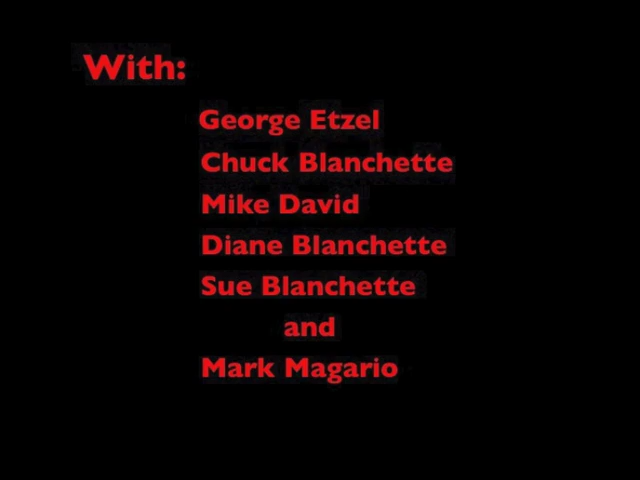 With:
George Etzel
Chuck Blanchette
Mike David
Diane Blanchette
Sue Blanchette
and
Mark Magario